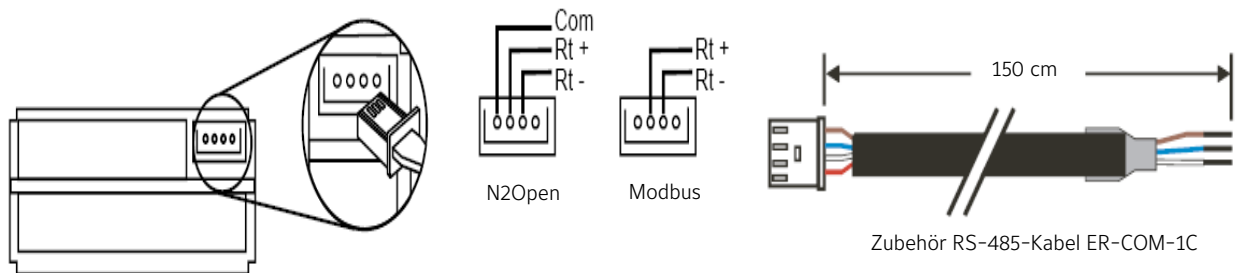 Com
Rt +
Rt -
N2Open
Rt +
Rt -
Modbus
150 cm
Zubehör RS-485-Kabel ER-COM-1C